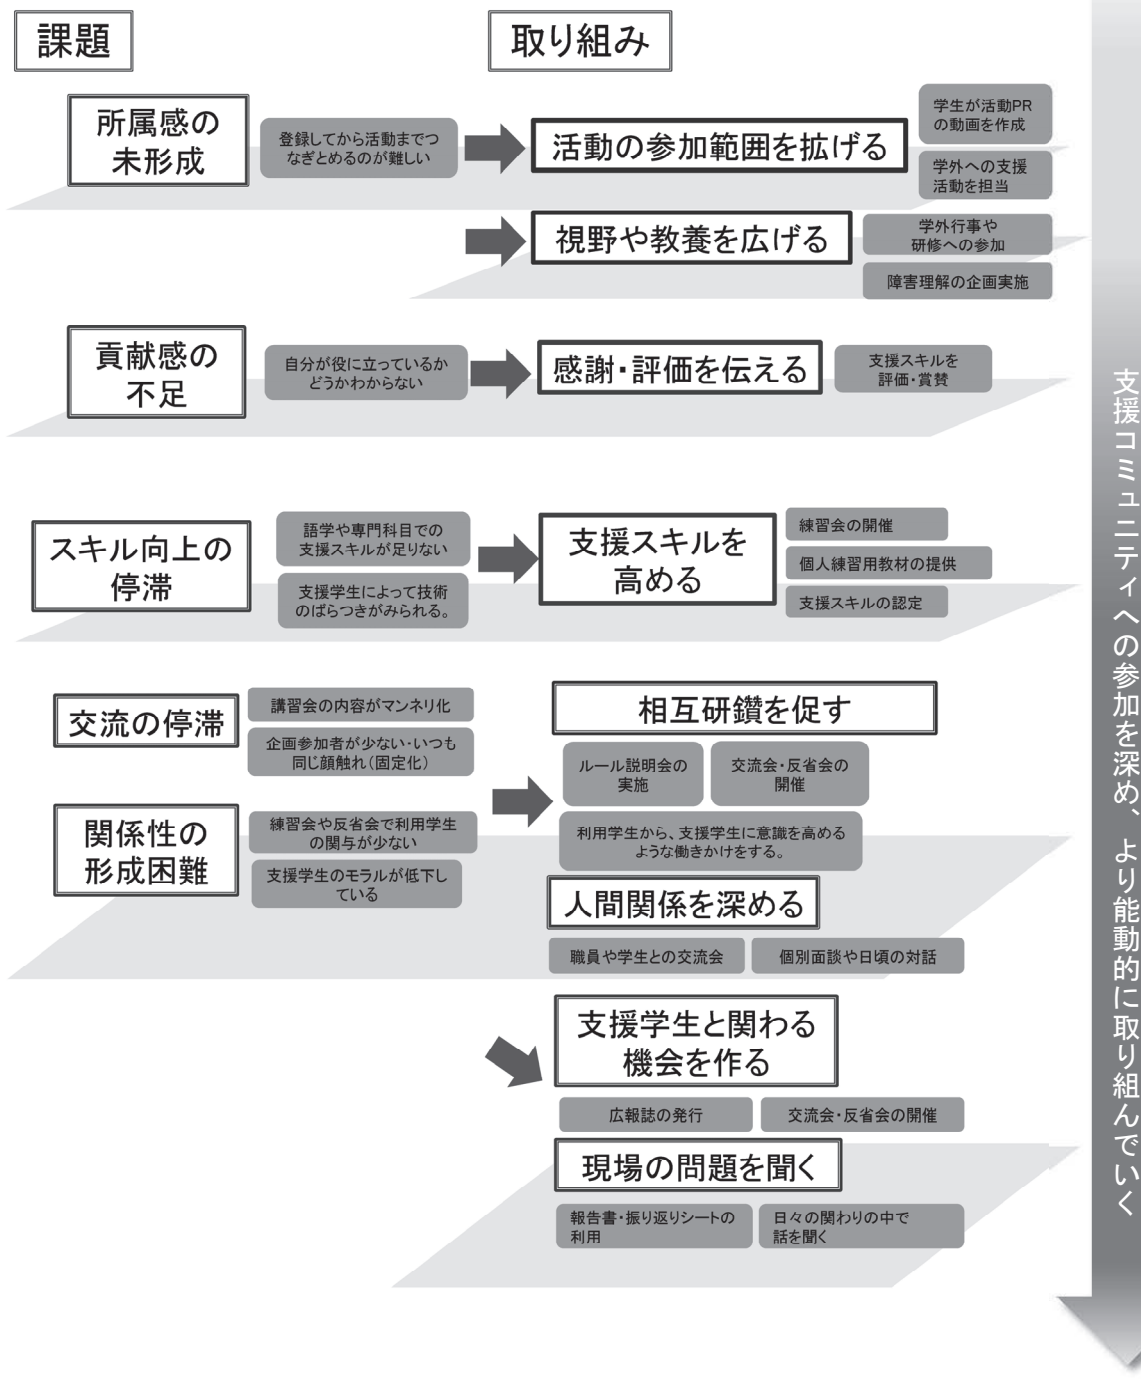 課題
取り組み
所属感の
未形成
登録してから活動までつ
なぎとめるのが難しい
活動の参加範囲を拡げる
学生が活動PR
の動画を作成
学外への支援
活動を担当
視野や教養を広げる
学外行事や
研修への参加
障害理解の企画実施
貢献感の
不足
自分が役に立っているか
どうかわからない
感謝・評価を伝える
支援スキルを
評価・賞賛
スキル向上の
停滞
語学や専門科目での
支援スキルが足りない
支援学生によって技術
のばらつきがみられる。
支援スキルを
高める
練習会の開催
個人練習用教材の提供
支援スキルの認定
交流の停滞
講習会の内容がマンネリ化
企画参加者が少ない・いつも
同じ顔触れ(固定化)
関係性の
形成困難
練習会や反省会で利用学生
の関与が少ない
支援学生のモラルが低下し
ている
相互研鑽を促す
ルール説明会の
実施
交流会・反省会の
開催
利用学生から、支援学生に意識を高める
ような働きかけをする。
人間関係を深める
職員や学生との交流会
個別面談や日頃の対話
支援学生と関わる
機会を作る
広報誌の発行
交流会・反省会の開催
現場の問題を聞く
報告書・振り返りシートの
利用
日々の関わりの中で
話を聞く
支援コミュニティへの参加を深め、より能動的に取り組んでいく